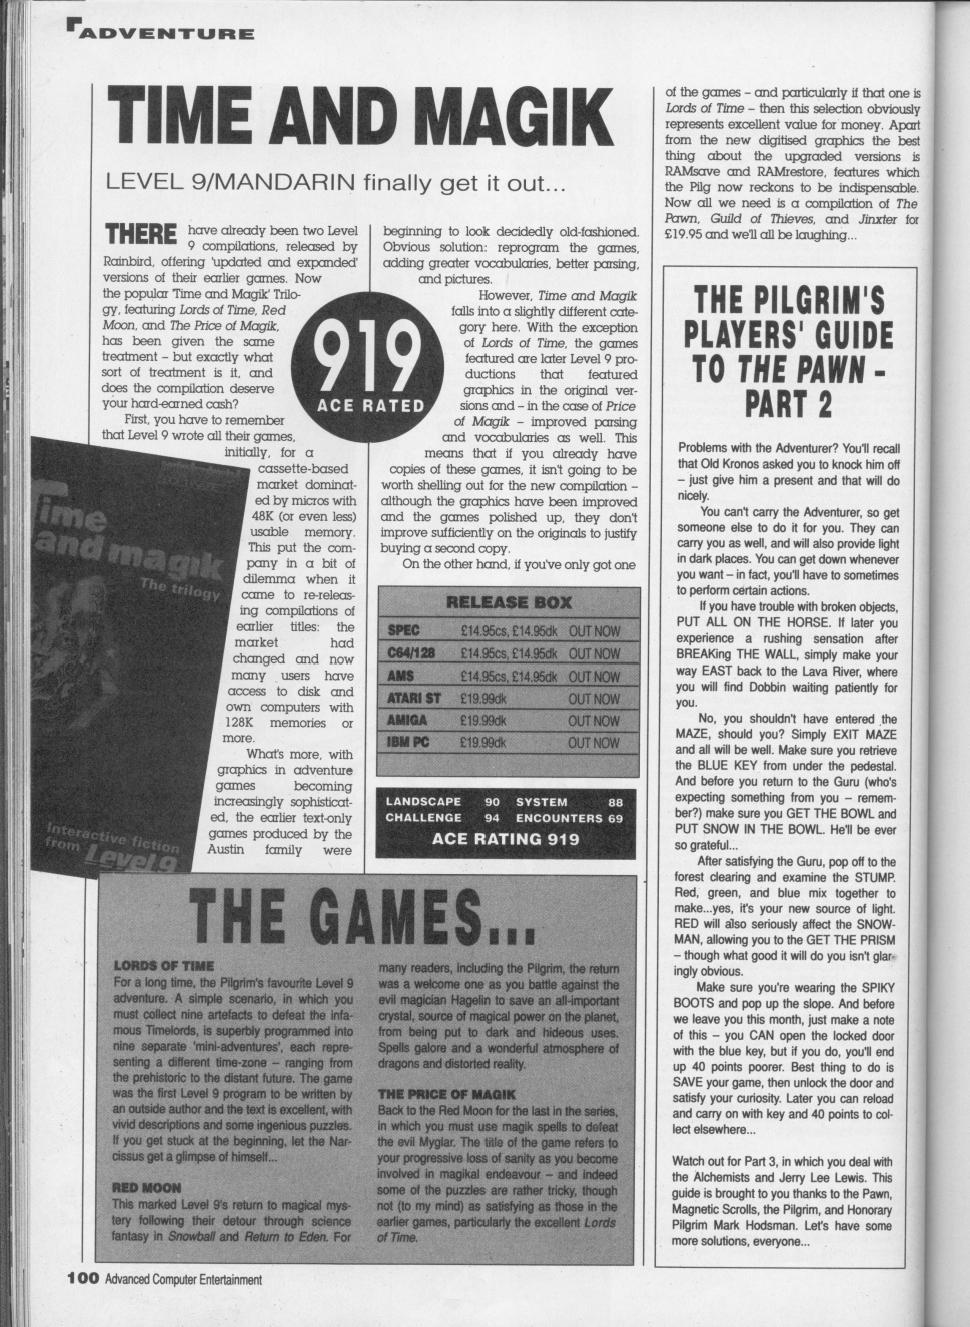 ADVENTURE
TIME AND MAGIK
LEVEL 9/MANDARIN finally get it out...
THERE have already been two Level
9 compilations, released by
Rainbird, offering 'updated and expanded'
versions of their earlier games. Now
the popular 'Time and Magik' Trilo-
gy, featuring Lords of Time, Red
Moon, and The Price of Magik,
has been given the same
treatment – but exactly what
sort of treatment is it, and
does the compilation deserve
your hard-earned cash?
First, you have to remember
that Level 9 wrote all their games,
initially, for a
cassette-based
market dominat-
ed by micros with
48K (or even less)
usable memory.
This put the com-
pany in a bit of
dilemma when it
came to re-releas-
ing compilations of
earlier titles: the
market had
changed and now
many users have
access to disk and
own computers with
128K memories or
more.
What's more, with
graphics in adventure
games becoming
increasingly sophisticat-
ed, the earlier text-only
games produced by the
Austin family were
919
ACE RATED
Time
and magik
The trilogy
Interactive fiction
from Level 9
beginning to look decidedly old-fashioned.
Obvious solution: reprogram the games,
adding greater vocabularies, better parsing,
and pictures.
However, Time and Magik
falls into a slightly different cate-
gory here. With the exception
of Lords of Time, the games
featured are later Level 9 pro-
ductions that featured
graphics in the original ver-
sions and – in the case of Price
of Magik – improved parsing
and vocabularies as well. This
means that if you already have
copies of these games, it isn't going to be
worth shelling out for the new compilation –
although the graphics have been improved
and the games polished up, they don't
improve sufficiently on the originals to justify
buying a second copy.
On the other hand, if you've only got one
RELEASE BOX
SPEC £14.95cs, £14.95dk OUT NOW
C64/128 £14.95cs, £14.95dk OUT NOW
AMS £14.95cs, £14.95dk OUT NOW
ATARI ST £19.99dk OUT NOW
AMIGA £19.99dk OUT NOW
IBM PC £19.99dk OUT NOW
LANDSCAPE 90 SYSTEM 88
CHALLENGE 94 ENCOUNTERS 69
ACE RATING 919
of the games – and particularly if that one is
Lords of Time – then this selection obviously
represents excellent value for money. Apart
from the new digitised graphics the best
thing about the upgraded versions is
RAMsave and RAMrestore, features which
the Pilg now reckons to be indispensable.
Now all we need is a compilation of The
Pawn, Guild of Thieves, and Jinxter for
£19.95 and we'll all be laughing...
THE GAMES...
LORDS OF TIME
For a long time, the Pilgrim's favourite Level 9
adventure. A simple scenario, in which you
must collect nine artefacts to defeat the infa-
mous Timelords, is superbly programmed into
nine separate 'mini-adventures', each repre-
senting a different time-zone – ranging from
the prehistoric to the distant future. The game
was the first Level 9 program to be written by
an outside author and the text is excellent, with
vivid descriptions and some ingenious puzzles.
If you get stuck at the beginning, let the Nar-
cissus get a glimpse of himself...
RED MOON
This marked Level 9's return to magical mys-
tery following their detour through science
fantasy in Snowball and Return to Eden. For
many readers, including the Pilgrim, the return
was a welcome one as you battle against the
evil magician Hagelin to save an all-important
crystal, source of magical power on the planet,
from being put to dark and hideous uses.
Spells galore and a wonderful atmosphere of
dragons and distorted reality.
THE PRICE OF MAGIK
Back to the Red Moon for the last in the series,
in which you must use magik spells to defeat
the evil Myglar. The title of the game refers to
your progressive loss of sanity as you become
involved in magikal endeavour – and indeed
some of the puzzles are rather tricky, though
not (to my mind) as satisfying as those in the
earlier games, particularly the excellent Lords
of Time.
THE PILGRIM'S
PLAYERS' GUIDE
TO THE PAWN –
PART 2
Problems with the Adventurer? You'll recall
that Old Kronos asked you to knock him off
– just give him a present and that will do
nicely.
You can't carry the Adventurer, so get
someone else to do it for you. They can
carry you as well, and will also provide light
in dark places. You can get down whenever
you want – in fact, you'll have to sometimes
to perform certain actions.
If you have trouble with broken objects,
PUT ALL ON THE HORSE. If later you
experience a rushing sensation after
BREAKing THE WALL, simply make your
way EAST back to the Lava River, where
you will find Dobbin waiting patiently for
you.
No, you shouldn't have entered the
MAZE, should you? Simply EXIT MAZE
and all will be well. Make sure you retrieve
the BLUE KEY from under the pedestal.
And before you return to the Guru (who's
expecting something from you – remem-
ber?) make sure you GET THE BOWL and
PUT SNOW IN THE BOWL. He'll be ever
so grateful...
After satisfying the Guru, pop off to the
forest clearing and examine the STUMP.
Red, green, and blue mix together to
make...yes, it's your new source of light.
RED will also seriously affect the SNOW-
MAN, allowing you to the GET THE PRISM
– though what good it will do you isn't glar-
ingly obvious.
Make sure you're wearing the SPIKY
BOOTS and pop up the slope. And before
we leave you this month, just make a note
of this – you CAN open the locked door
with the blue key, but if you do, you'll end
up 40 points poorer. Best thing to do is
SAVE your game, then unlock the door and
satisfy your curiosity. Later you can reload
and carry on with key and 40 points to col-
lect elsewhere...
Watch out for Part 3, in which you deal with
the Alchemists and Jerry Lee Lewis. This
guide is brought to you thanks to the Pawn,
Magnetic Scrolls, the Pilgrim, and Honorary
Pilgrim Mark Hodsman. Let's have some
more solutions, everyone...
100 Advanced Computer Entertainment